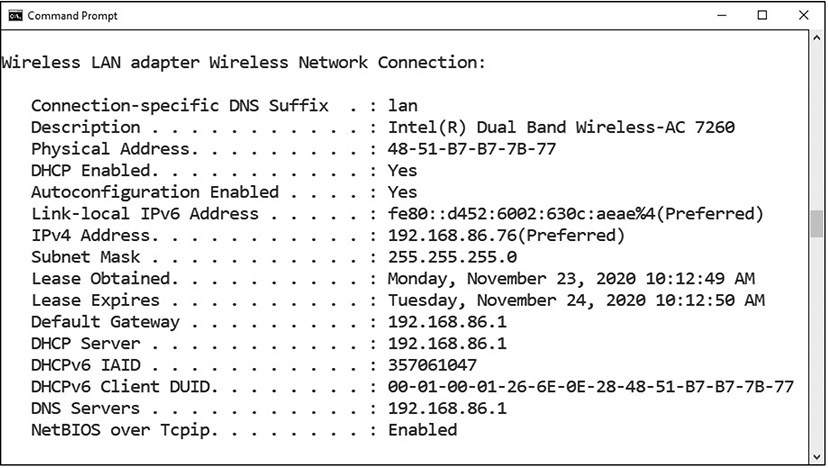 Command Prompt
Wireless LAN adapter Wireless Network Connection:
Connection-specific DNS Suffix . : lan
Description . . . . . . . . . . . : Intel(R) Dual Band Wireless-AC 7260
Physical Address. . . . . . . . . : 48-51-B7-B7-7B-77
DHCP Enabled. . . . . . . . . . . : Yes
Autoconfiguration Enabled . . . . : Yes
Link-local IPv6 Address . . . . . : fe80::d452:6002:630c:aeae%4(Preferred)
IPv4 Address. . . . . . . . . . . : 192.168.86.76(Preferred)
Subnet Mask . . . . . . . . . . . : 255.255.255.0
Lease Obtained. . . . . . . . . . : Monday, November 23, 2020 10:12:49 AM
Lease Expires . . . . . . . . . . : Tuesday, November 24, 2020 10:12:50 AM
Default Gateway . . . . . . . . . : 192.168.86.1
DHCP Server . . . . . . . . . . . : 192.168.86.1
DHCPv6 IAID . . . . . . . . . . . : 357061047
DHCPv6 Client DUID. . . . . . . . : 00-01-00-01-26-6E-0E-28-48-51-B7-B7-7B-77
DNS Servers . . . . . . . . . . . : 192.168.86.1
NetBIOS over Tcpip. . . . . . . . : Enabled